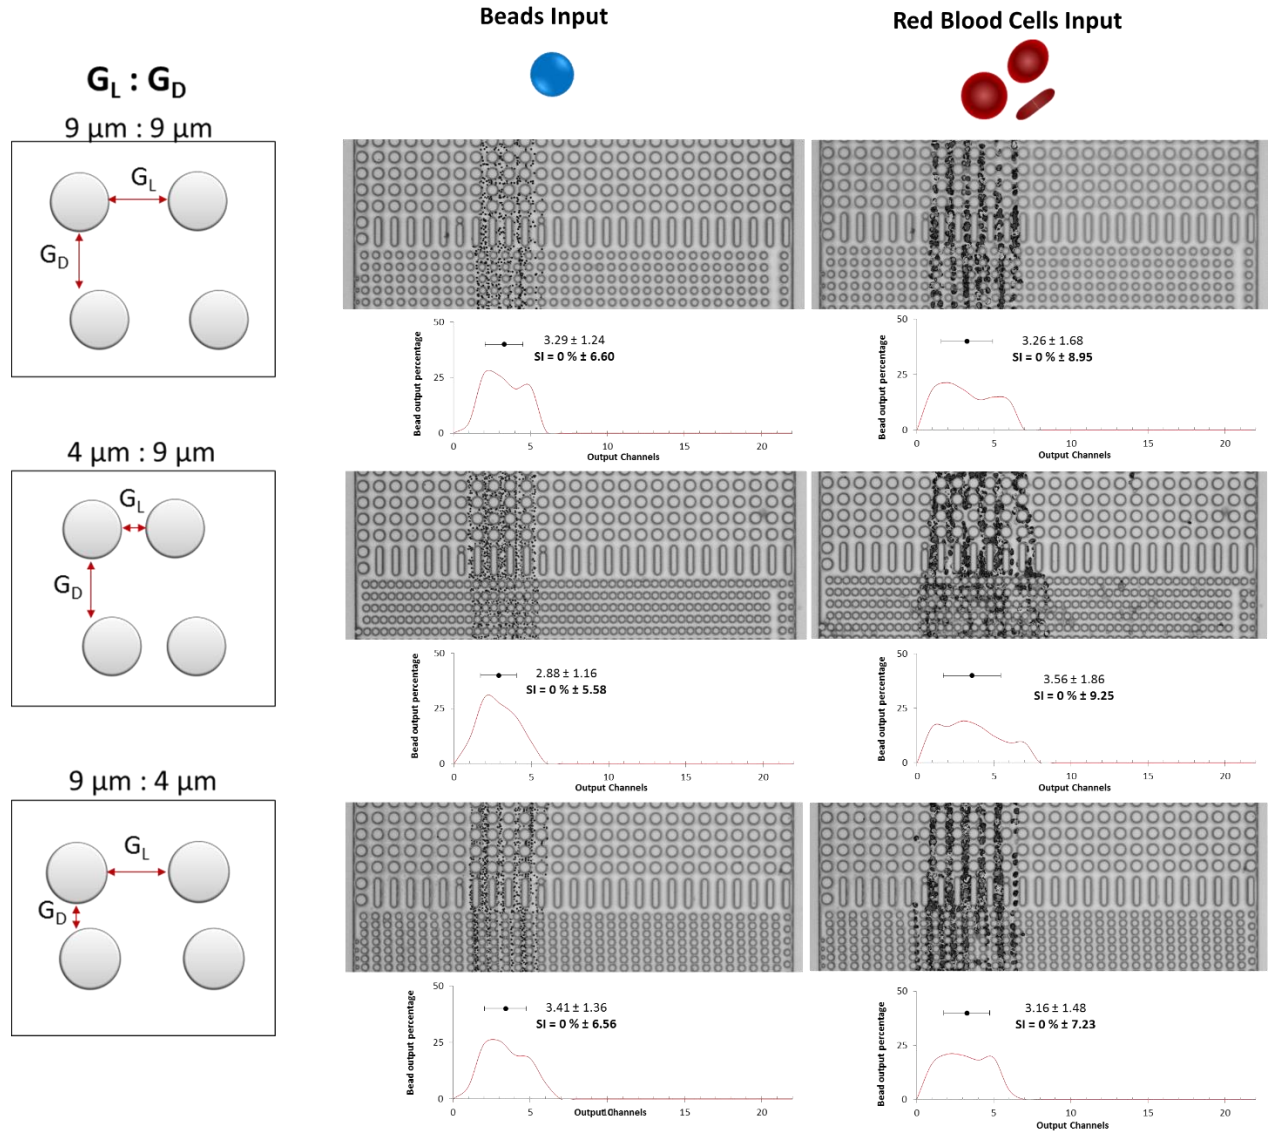 Beads Input
Red Blood Cells Input
GL : GD
9 µm : 9 µm
GL
GD
50
25
0
0
5
10
15
20
Bead output percentage
Output Channels
3.29 ± 1.24
SI = 0 % ± 6.60
50
25
0
0
5
10
15
20
Bead output percentage
Output Channels
3.26 ± 1.68
SI = 0 % ± 8.95
4 µm : 9 µm
GL
GD
50
25
0
0
5
10
15
20
Bead output percentage
Output Channels
2.88 ± 1.16
SI = 0 % ± 5.58
50
25
0
0
5
10
15
20
Bead output percentage
Output Channels
3.56 ± 1.86
SI = 0 % ± 9.25
9 µm : 4 µm
GL
GD
50
25
0
0
5
10
15
20
Bead output percentage
Output Channels
3.41 ± 1.36
SI = 0 % ± 6.56
50
25
0
0
5
10
15
20
Bead output percentage
Output Channels
3.16 ± 1.48
SI = 0 % ± 7.23